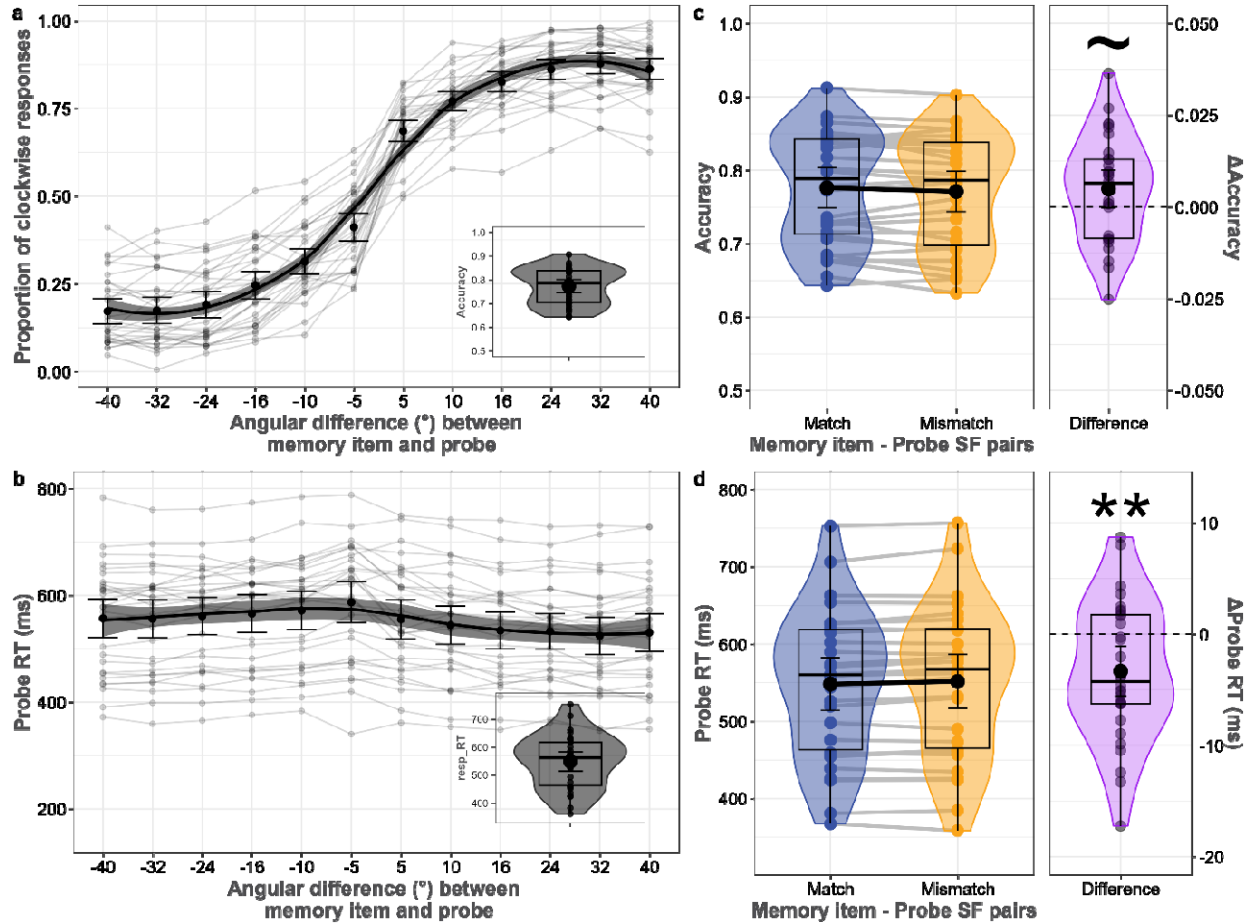 a
Proportion of clockwise responses
1.00
0.75
0.50
0.25
0.00
-40 -32 -24 -16 -10 -5 5 10 16 24 32 40
Angular difference (°) between
memory item and probe
Accuracy
1.0
0.9
0.8
0.7
0.6
0.5
c
Accuracy
1.0
0.9
0.8
0.7
0.6
0.5
Match Mismatch
Memory item - Probe SF pairs
~
0.050
0.025
0.000
-0.025
-0.050
ΔAccuracy
Difference
b
Probe RT (ms)
800
600
400
200
-40 -32 -24 -16 -10 -5 5 10 16 24 32 40
Angular difference (°) between
memory item and probe
resp_RT
700
600
500
400
d
Probe RT (ms)
800
700
600
500
400
Match Mismatch
Memory item - Probe SF pairs
**
10
0
-10
-20
ΔProbe RT (ms)
Difference